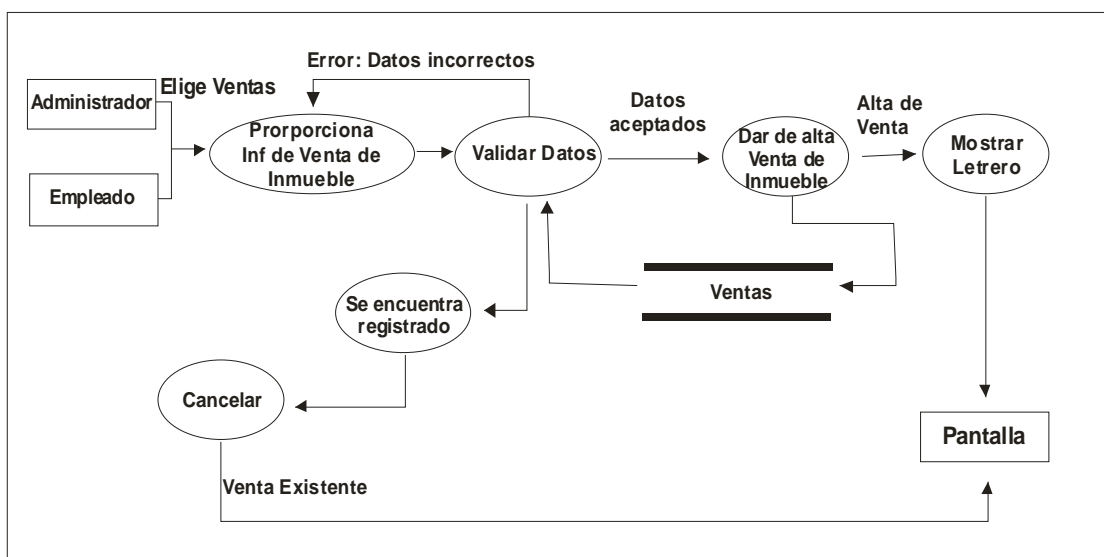 Error: Datos incorrectos
Elige Ventas
Administrador
Empleado
Prorporciona
Inf de Venta de
Inmueble
Validar Datos
Datos
aceptados
Dar de alta
Venta de
Inmueble
Alta de
Venta
Mostrar
Letrero
Ventas
Se encuentra
registrado
Cancelar
Pantalla
Venta Existente